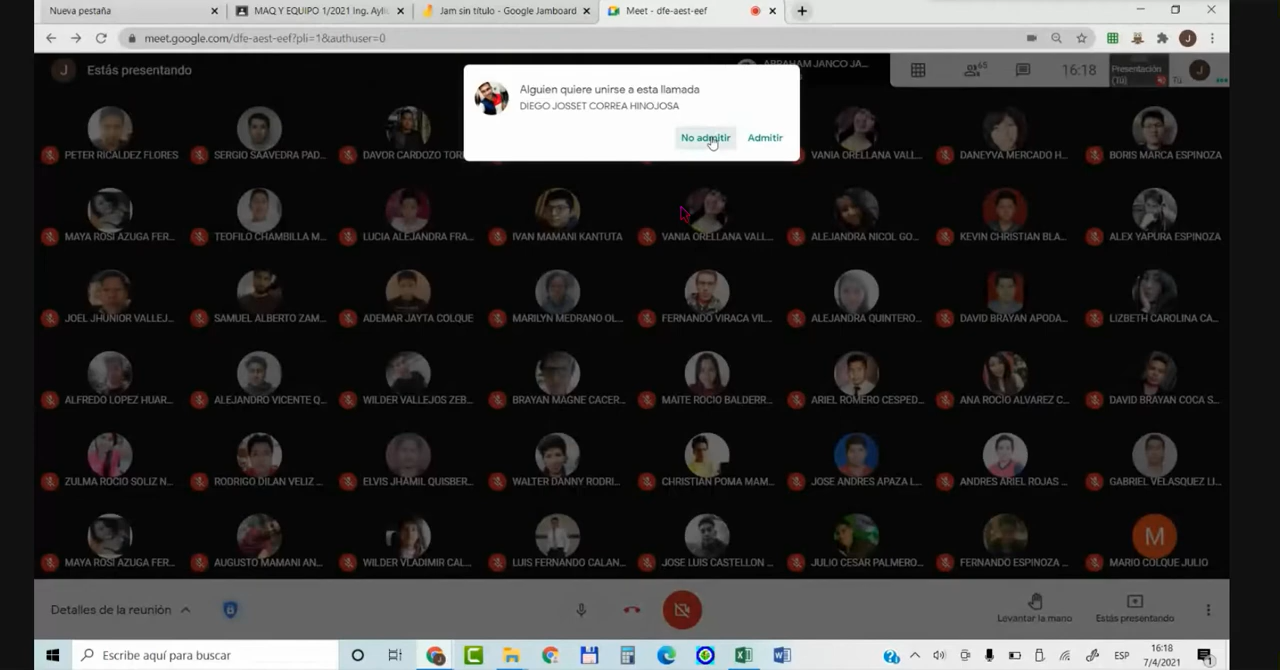 Nueva pestaña
MAQ Y EQUIPO 1/2021 Ing. Ayli
Jam sin título - Google Jamboard
Meet - dfe-aest-eef
meet.google.com/dfe-aest-eef?pli=1&authuser=0
J
J Estás presentando
ABRAHAM JANCO JA...
65
16:18
Presentación (Tú)
Tú
J
Alguien quiere unirse a esta llamada
DIEGO JOSSET CORREA HINOJOSA
No admitir Admitir
PETER RICALDEZ FLORES SERGIO SAAVEDRA PAD... DAVOR CARDOZO TOR VANIA ORELLANA VALL... DANEYVA MERCADO H... BORIS MARCA ESPINOZA
MAYA ROSI AZUGA FER... TEOFILO CHAMBILLA M... LUCIA ALEJANDRA FRA... IVAN MAMANI KANTUTA VANIA ORELLANA VALL... ALEJANDRA NICOL GO... KEVIN CHRISTIAN BLA... ALEX YAPURA ESPINOZA
JOEL JHUNIOR VALLEJ... SAMUEL ALBERTO ZAM... ADEMAR JAYTA COLQUE MARILYN MEDRANO OL... FERNANDO VIRACA VIL... ALEJANDRA QUINTERO... DAVID BRAYAN APODA... LIZBETH CAROLINA CA...
ALFREDO LOPEZ HUAR... ALEJANDRO VICENTE Q... WILDER VALLEJOS ZEB... BRAYAN MAGNE CACER... MAITE ROCIO BALDERR... ARIEL ROMERO CESPED... ANA ROCIO ALVAREZ C... DAVID BRAYAN COCA S...
ZULMA ROCIO SOLIZ N... RODRIGO DILAN VELIZ ... ELVIS JHAMIL QUISBER... WALTER DANNY RODRI... CHRISTIAN POMA MAM... JOSE ANDRES APAZA L... ANDRES ARIEL ROJAS ... GABRIEL VELASQUEZ LI...
M
MAYA ROSI AZUGA FER... AUGUSTO MAMANI AN... WILDER VLADIMIR CAL... LUIS FERNANDO CALAN... JOSE LUIS CASTELLON ... JULIO CESAR PALMERO... FERNANDO ESPINOZA ... MARIO COLQUE JULIO
Detalles de la reunión
Levantar la mano
Estás presentando
Escribe aquí para buscar
ESP
16:18
7/4/2021
1